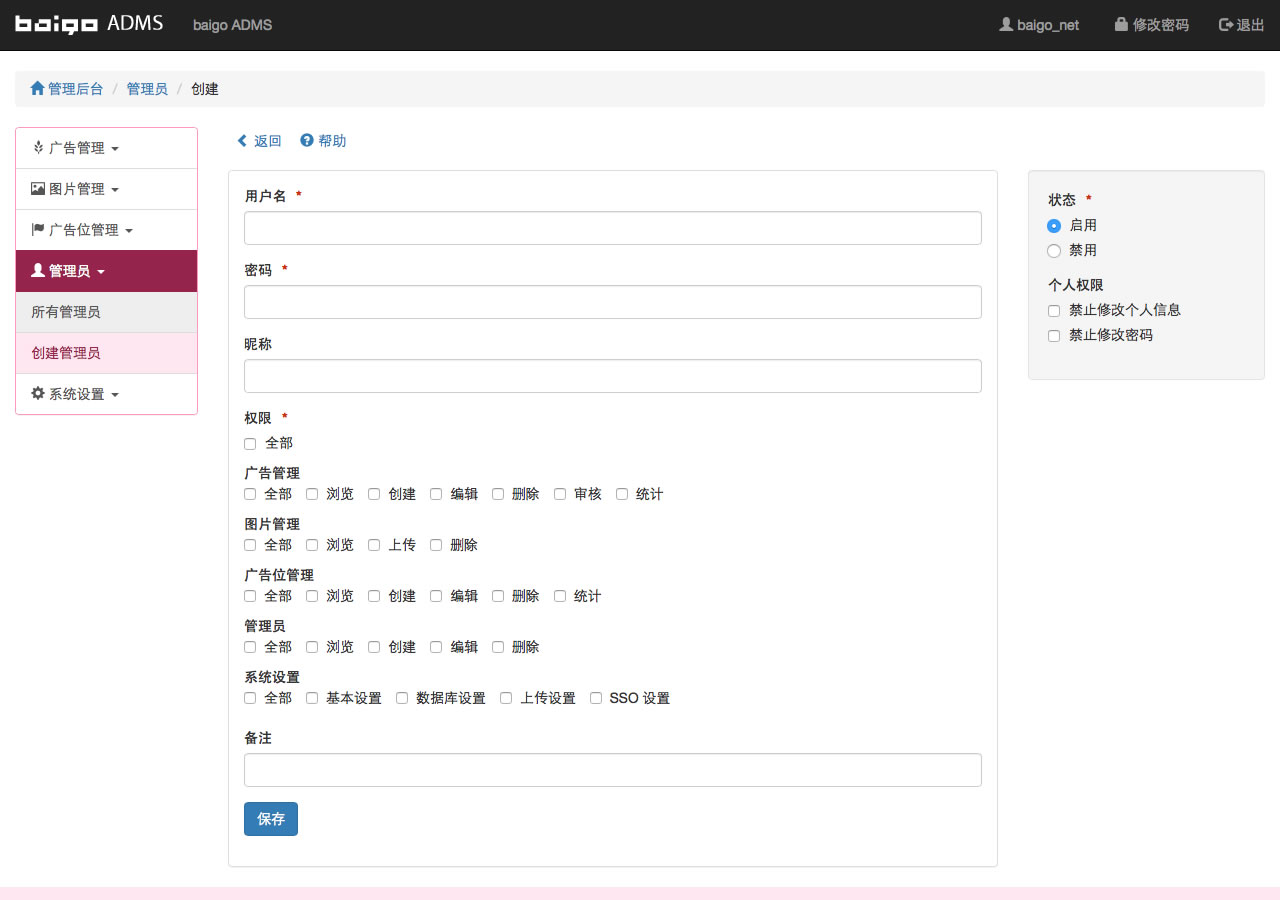 baigo ADMS baigo ADMS baigo_net 修改密码 退出
管理后台 / 管理员 / 创建
广告管理
图片管理
广告位管理
管理员
所有管理员
创建管理员
系统设置
返回 帮助
用户名 *
密码 *
昵称
权限 *
全部
广告管理
全部 浏览 创建 编辑 删除 审核 统计
图片管理
全部 浏览 上传 删除
广告位管理
全部 浏览 创建 编辑 删除 统计
管理员
全部 浏览 创建 编辑 删除
系统设置
全部 基本设置 数据库设置 上传设置 SSO 设置
备注
保存
状态 *
启用
禁用
个人权限
禁止修改个人信息
禁止修改密码